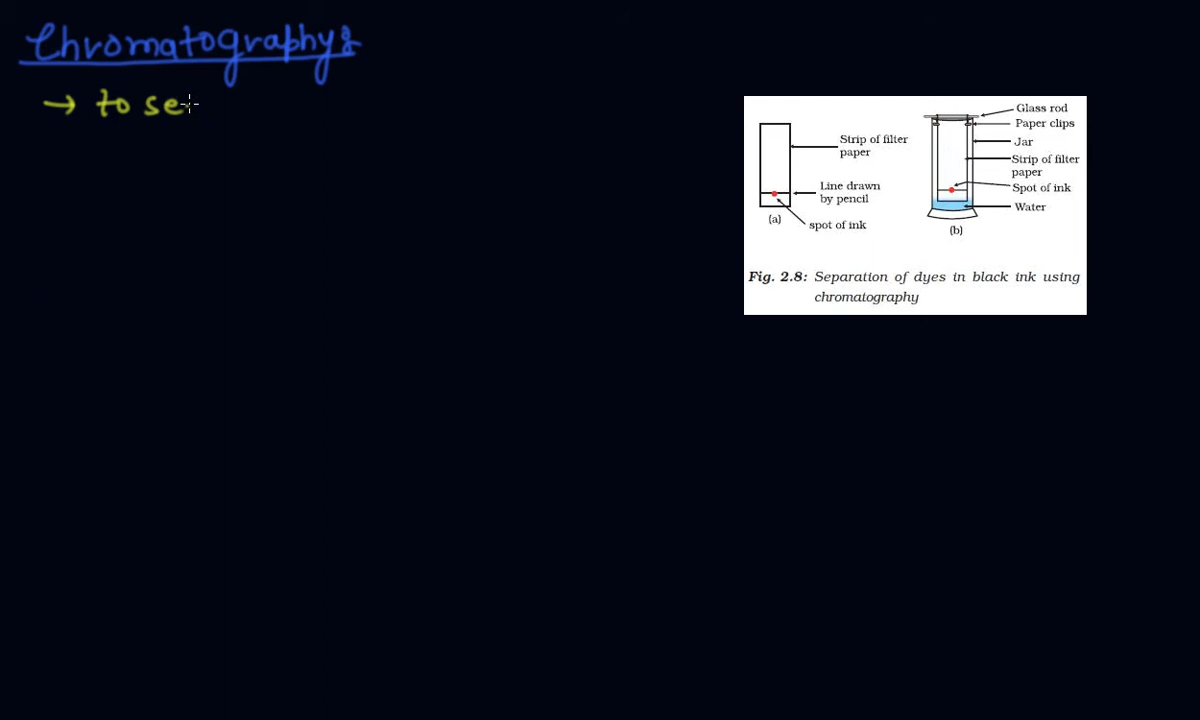 Chromatography:
→ to se
Strip of filter
paper
Line drawn
by pencil
spot of ink
(a)
Glass rod
Paper clips
Jar
Strip of filter
paper
Spot of ink
Water
(b)
Fig. 2.8: Separation of dyes in black ink using
chromatography